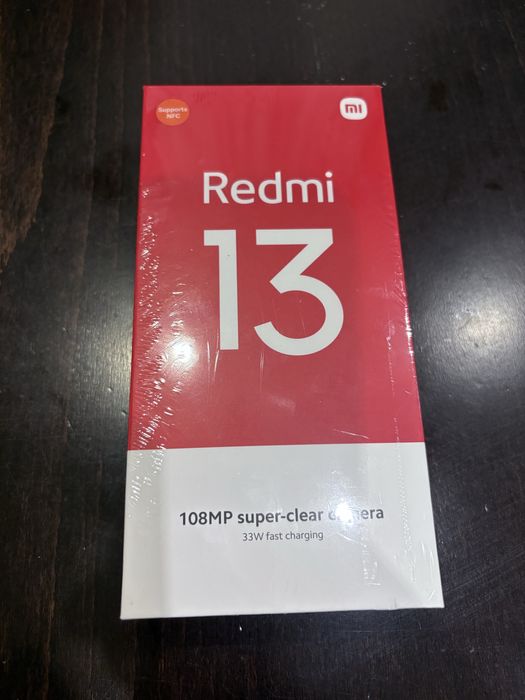 Supports
NFC
mi
Redmi
13
108MP super-clear camera
33W fast charging